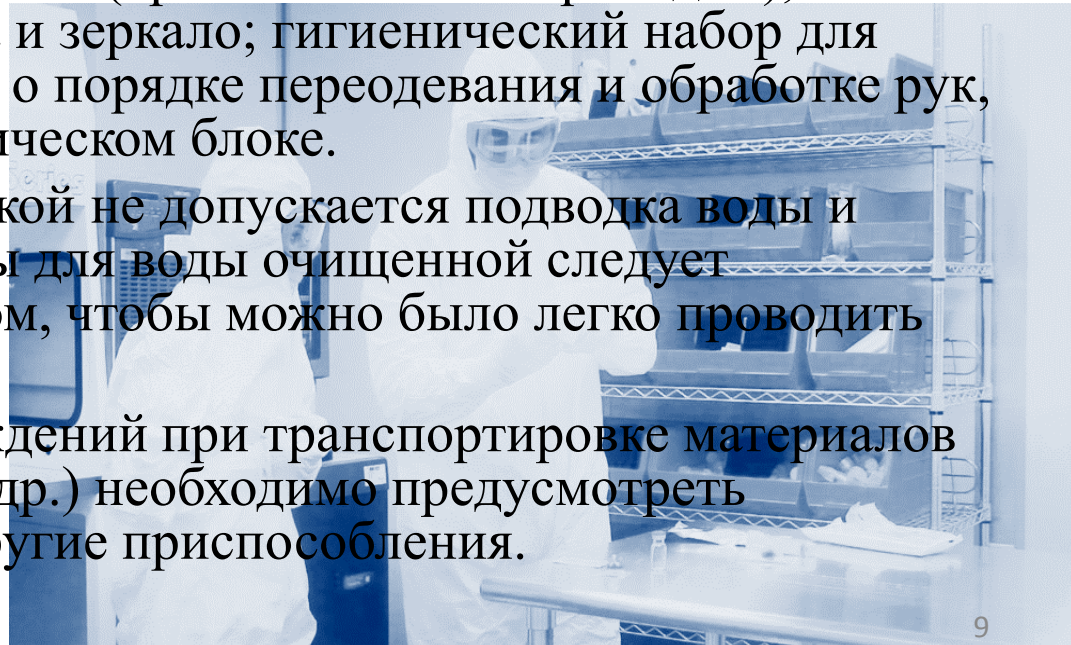 и зеркало; гигиенический набор для
о порядке переодевания и обработке рук,
ическом блоке.
кой не допускается подводка воды и
ы для воды очищенной следует
ом, чтобы можно было легко проводить
ждений при транспортировке материалов
др.) необходимо предусмотреть
ругие приспособления.
9